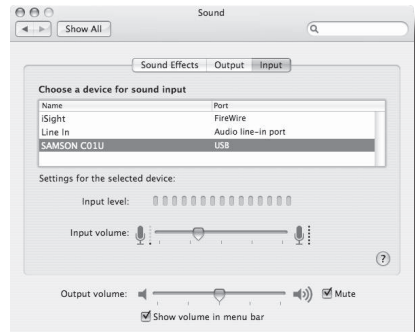 Sound
Show All
Sound Effects Output Input
Choose a device for sound input
Name Port
iSight FireWire
Line In Audio line-in port
SAMSON C01U USB
Settings for the selected device:
Input level:
Input volume:
?
Output volume: Mute
Show volume in menu bar